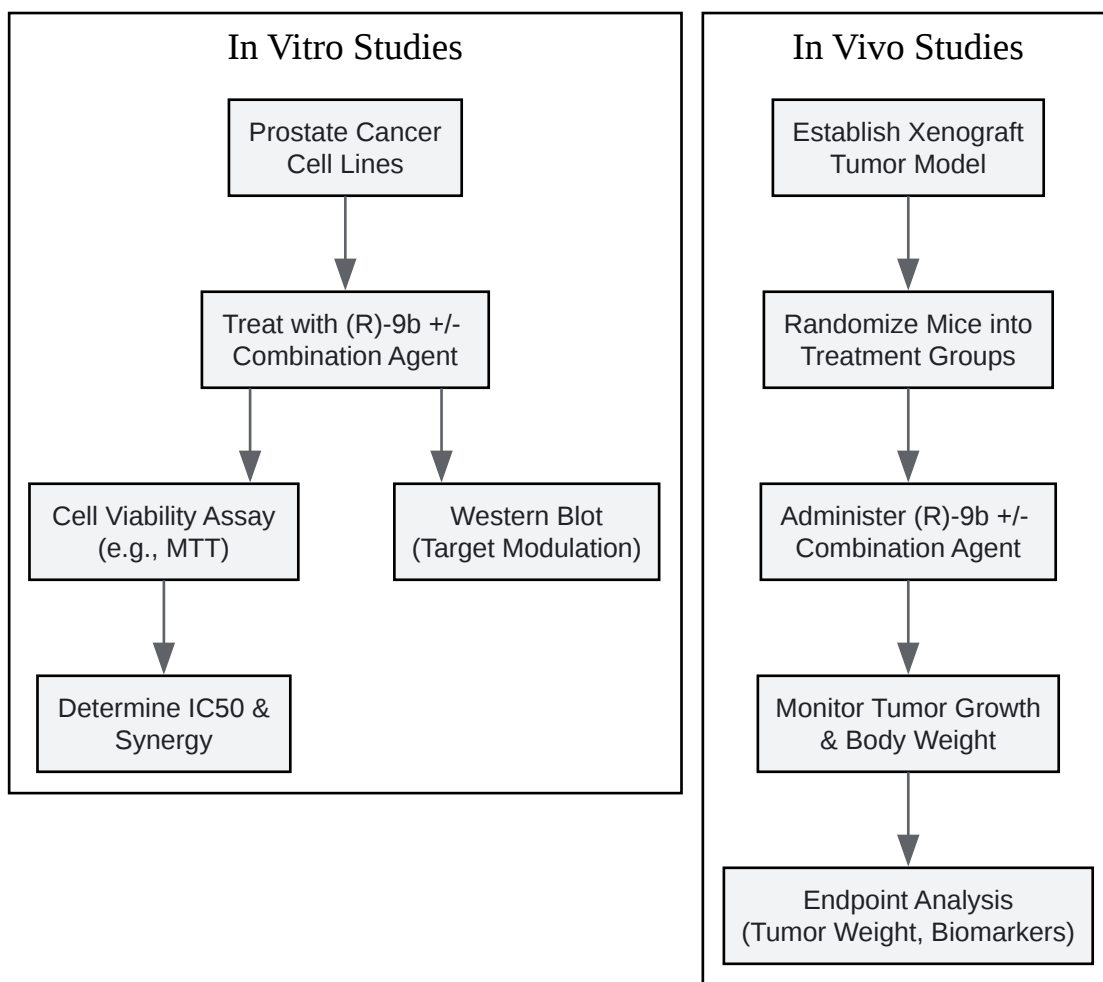 In Vitro Studies
Prostate Cancer
Cell Lines
Treat with (R)-9b +/-
Combination Agent
Cell Viability Assay
(e.g., MTT)
Western Blot
(Target Modulation)
Determine IC50 &
Synergy
In Vivo Studies
Establish Xenograft
Tumor Model
Randomize Mice into
Treatment Groups
Administer (R)-9b +/-
Combination Agent
Monitor Tumor Growth
& Body Weight
Endpoint Analysis
(Tumor Weight, Biomarkers)